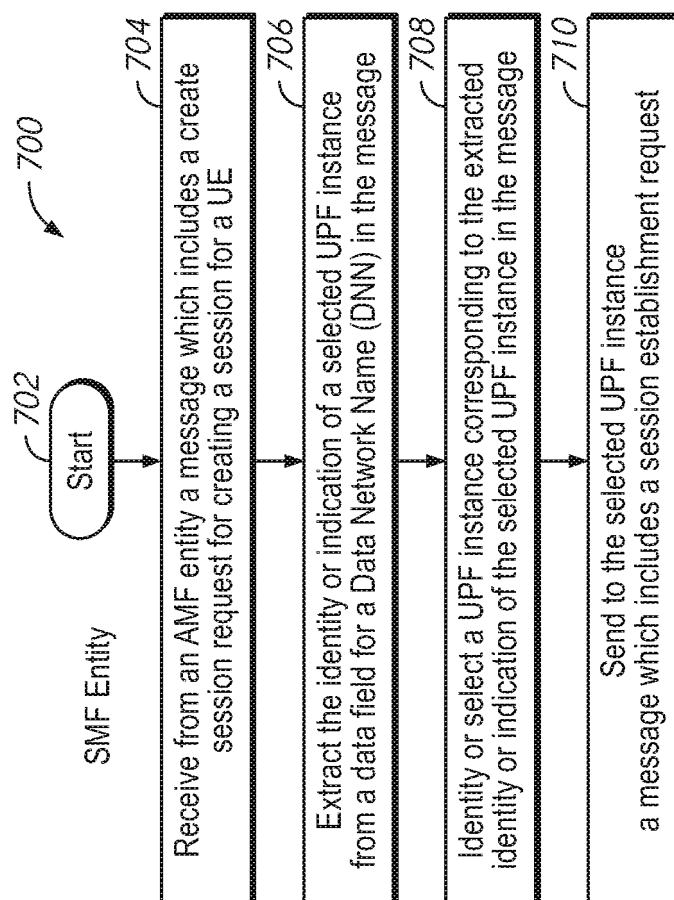 700
702
Start
SMF Entity
704
Receive from an AMF entity a message which includes a create
session request for creating a session for a UE
706
Extract the identity or indication of a selected UPF instance
from a data field for a Data Network Name (DNN) in the message
708
Identity or select a UPF instance corresponding to the extracted
identity or indication of the selected UPF instance in the message
710
Send to the selected UPF instance
a message which includes a session establishment request